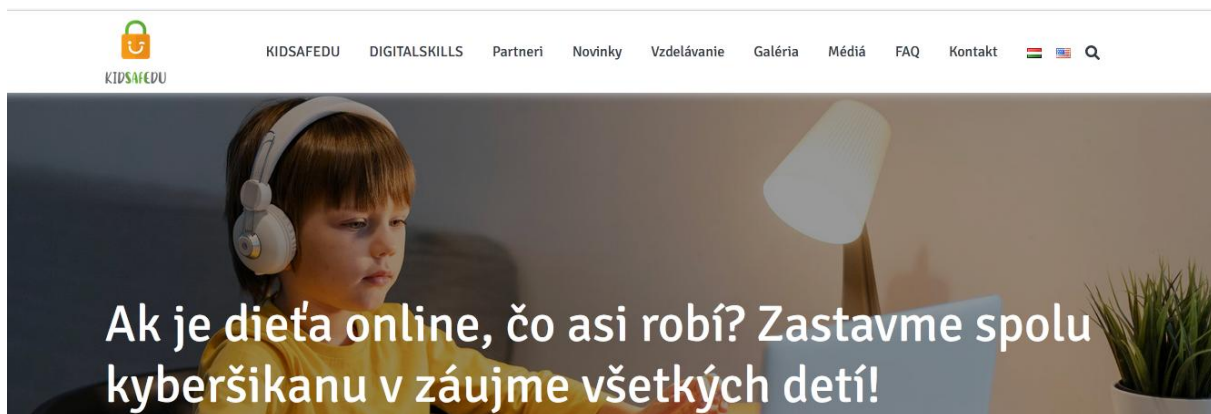 KIDSAFEDU
KIDSAFEDU DIGITALSKILLS Partneri Novinky Vzdelávanie Galéria Médiá FAQ Kontakt
Ak je dieťa online, čo asi robí? Zastavme spolu
kyberšikanu v záujme všetkých detí!